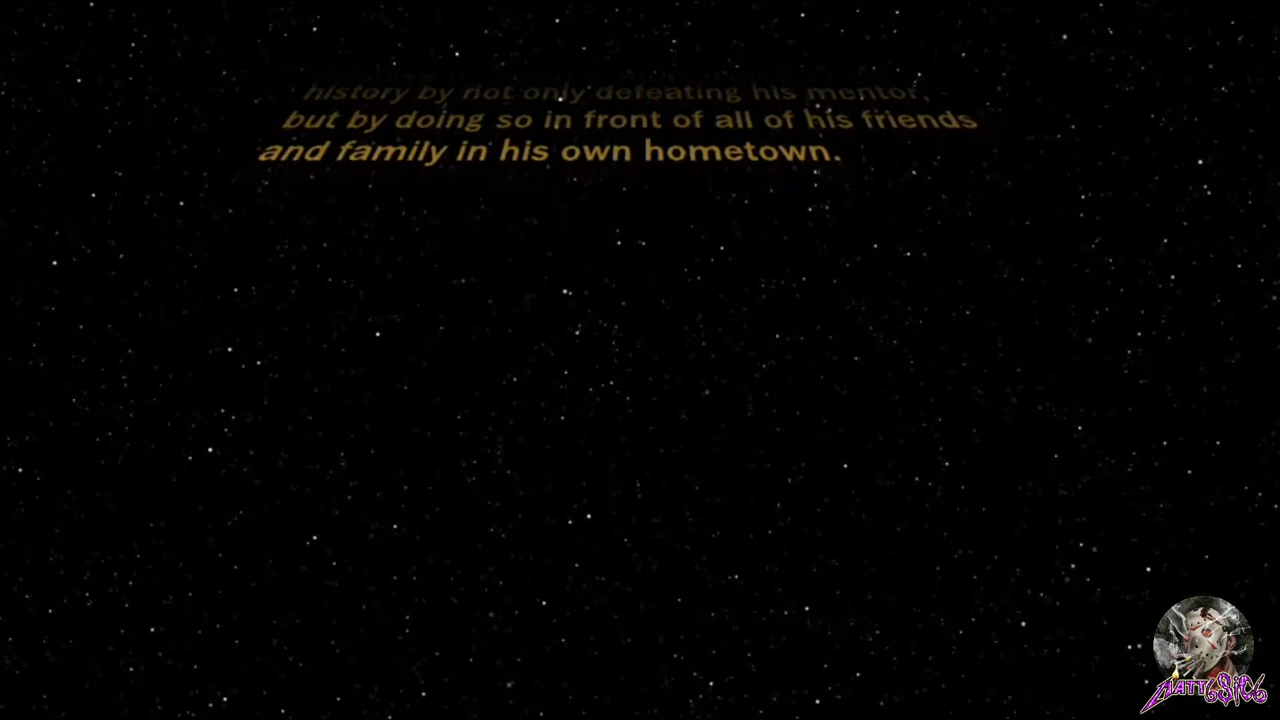 history by not only defeating his mentor,
but by doing so in front of all of his friends
and family in his own hometown.